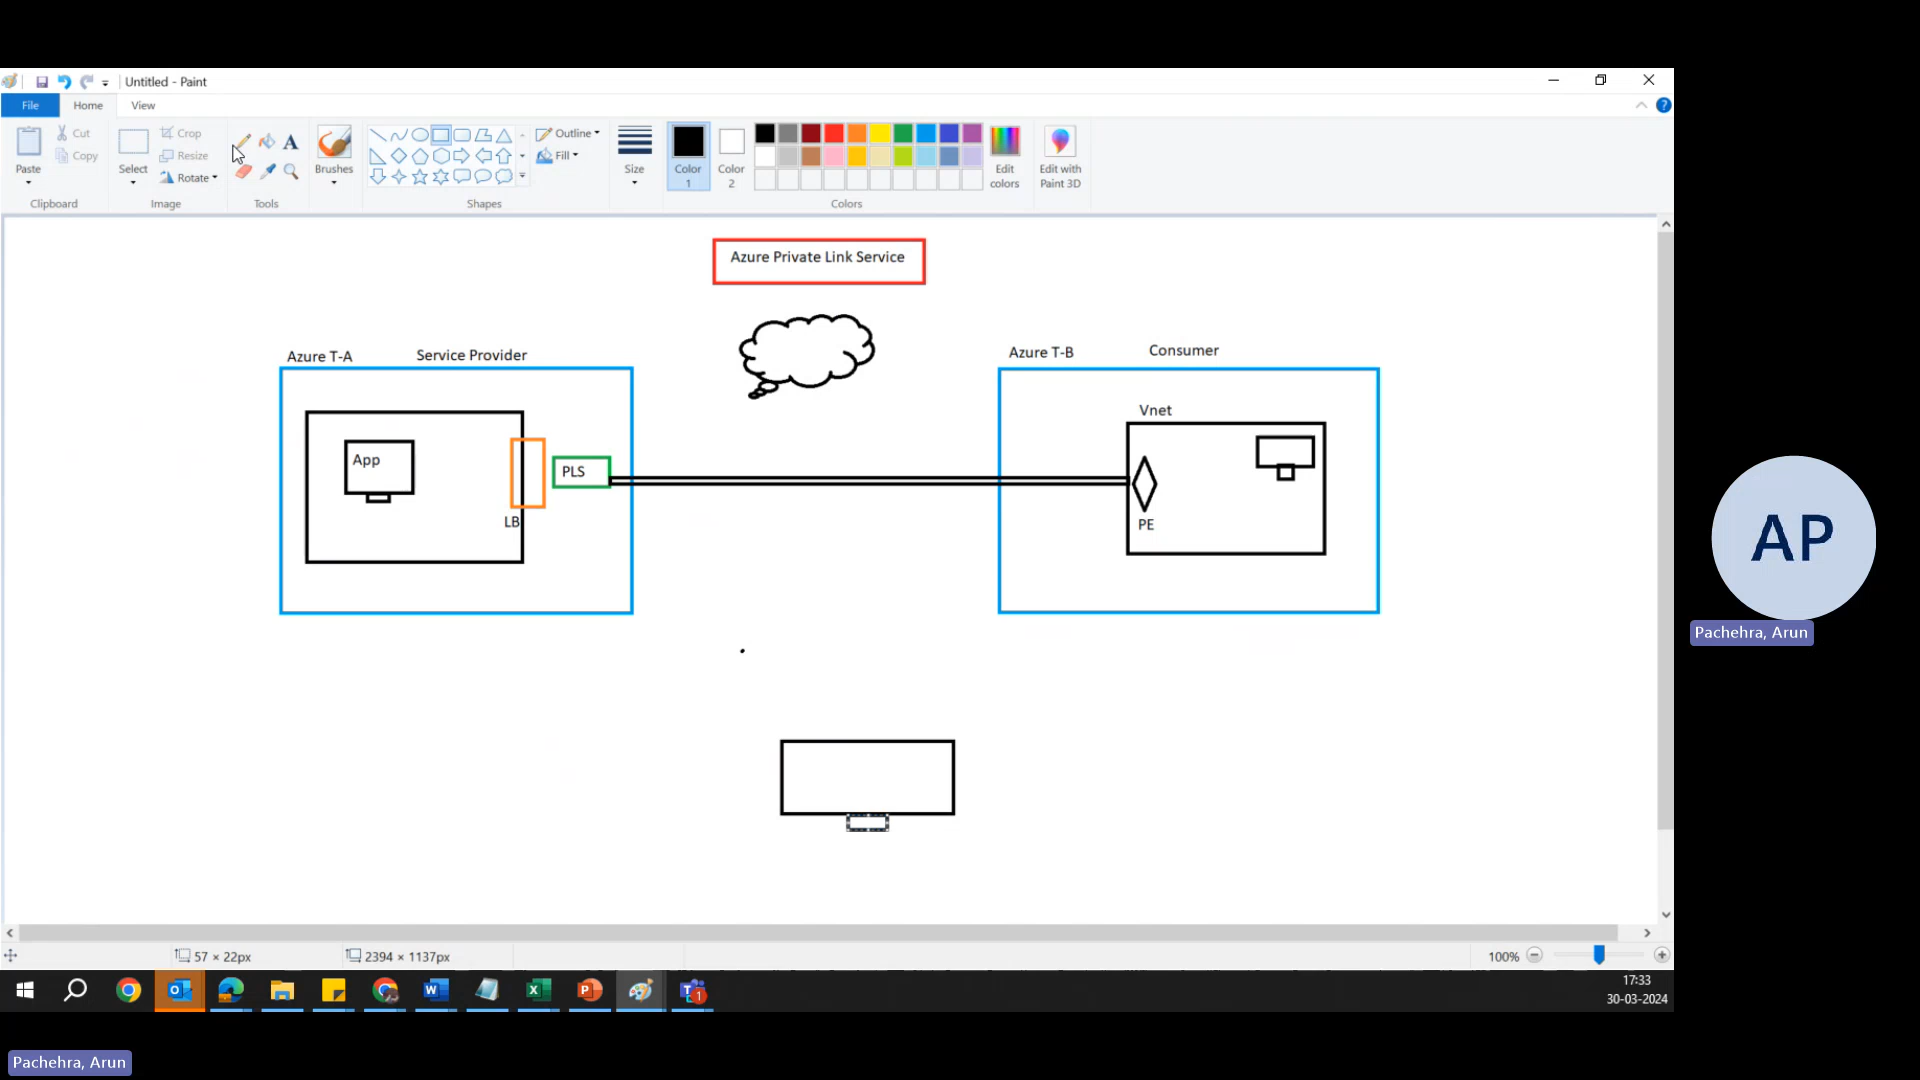 Untitled - Paint
File
Home
View
Paste
Cut
Copy
Clipboard
Select
Crop
Resize
Rotate
Image
A
Tools
Brushes
Shapes
Outline
Fill
Size
Color
1
Color
2
Edit
colors
Edit with
Paint 3D
Colors
Azure Private Link Service
Azure T-A
Service Provider
App
LB
PLS
Azure T-B
Consumer
Vnet
PE
AP
Pachehra, Arun
57 × 22px
2394 × 1137px
100%
17:33
30-03-2024
Pachehra, Arun